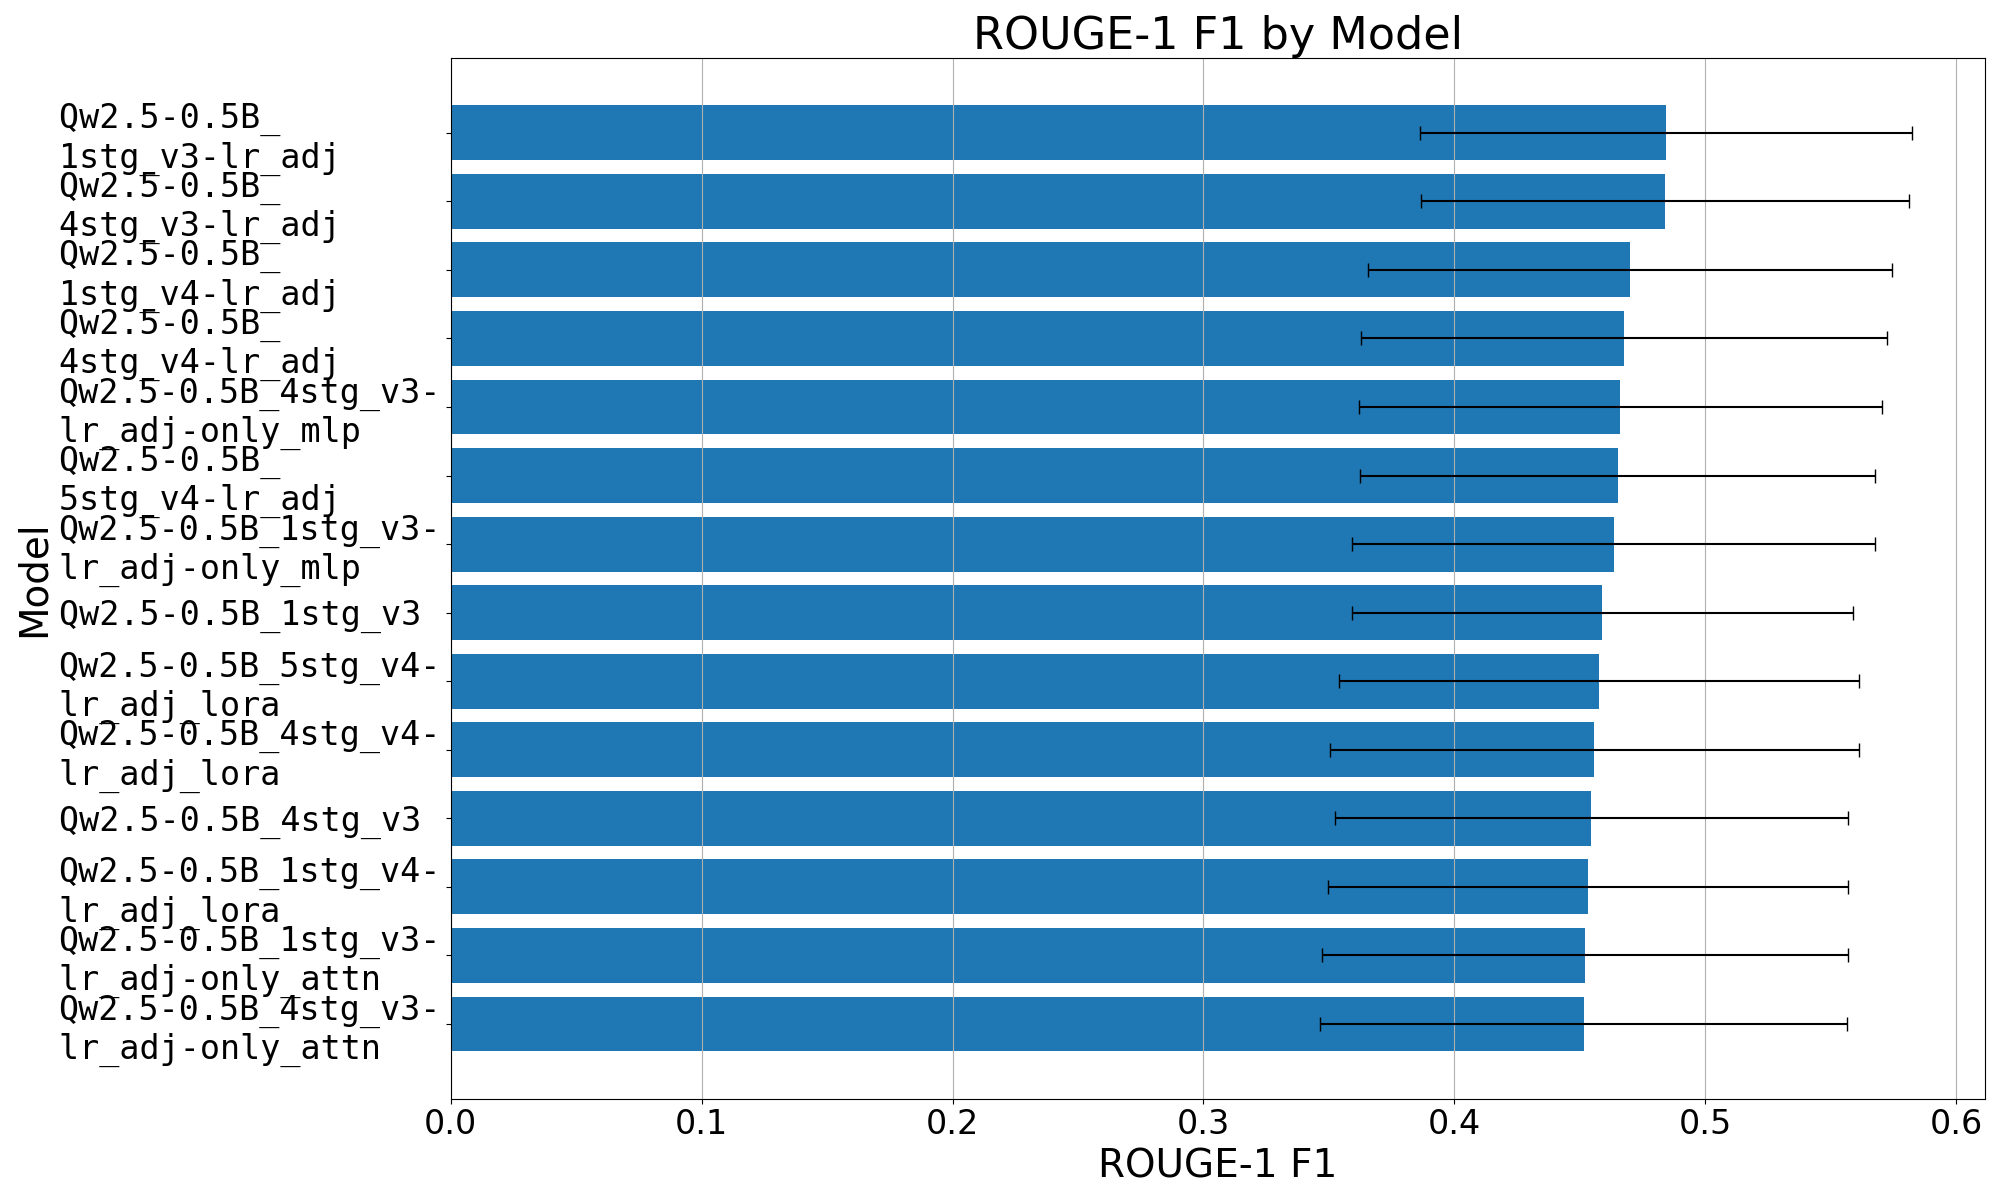 ROUGE-1 F1 by Model
Qw2.5-0.5B_
1stg_v3-lr_adj
Qw2.5-0.5B_
4stg_v3-lr_adj
Qw2.5-0.5B_
1stg_v4-lr_adj
Qw2.5-0.5B_
4stg_v4-lr_adj
Qw2.5-0.5B_4stg_v3-
lr_adj-only_mlp
Qw2.5-0.5B_
5stg_v4-lr_adj
Qw2.5-0.5B_1stg_v3-
lr_adj-only_mlp
Qw2.5-0.5B_1stg_v3
Qw2.5-0.5B_5stg_v4-
lr_adj_lora
Qw2.5-0.5B_4stg_v4-
lr_adj_lora
Qw2.5-0.5B_4stg_v3
Qw2.5-0.5B_1stg_v4-
lr_adj_lora
Qw2.5-0.5B_1stg_v3-
lr_adj-only_attn
Qw2.5-0.5B_4stg_v3-
lr_adj-only_attn
Model
0.0 0.1 0.2 0.3 0.4 0.5 0.6
ROUGE-1 F1